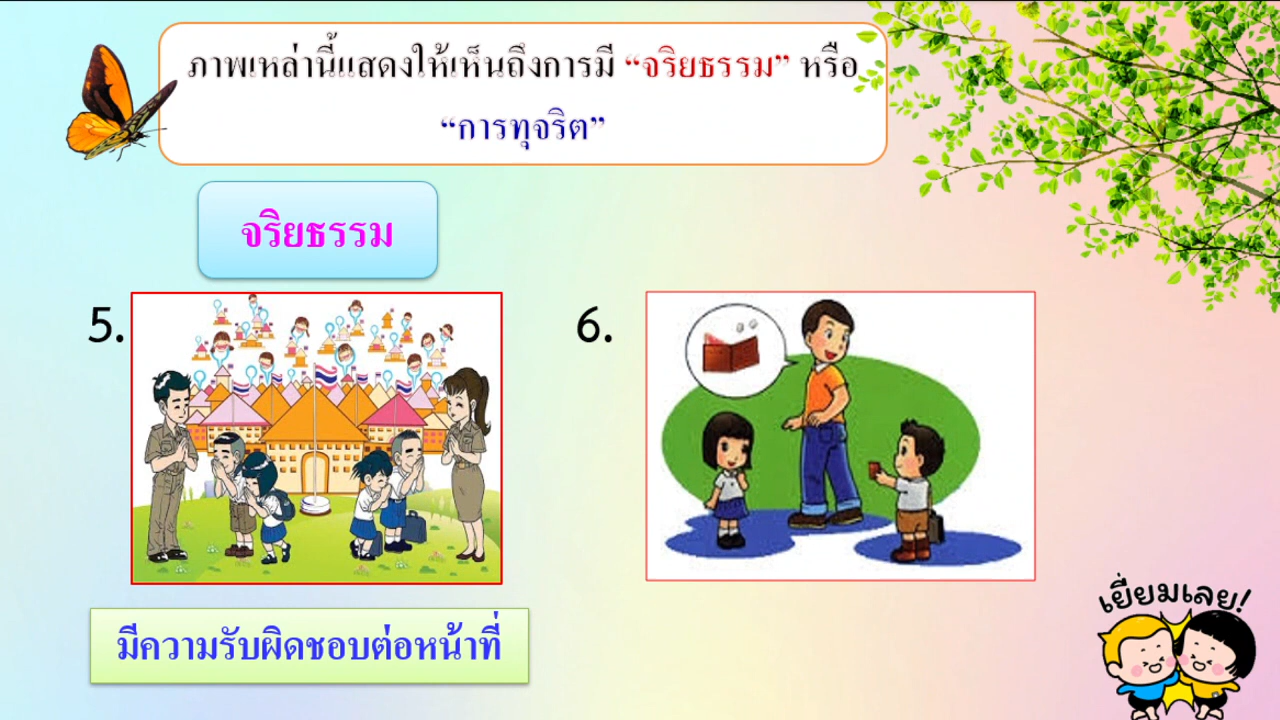 ภาพเหล่านี้แสดงให้เห็นถึงการมี “จริยธรรม” หรือ
“การทุจริต”
จริยธรรม
5.
6.
มีความรับผิดชอบต่อหน้าที่
เยี่ยมเลย!